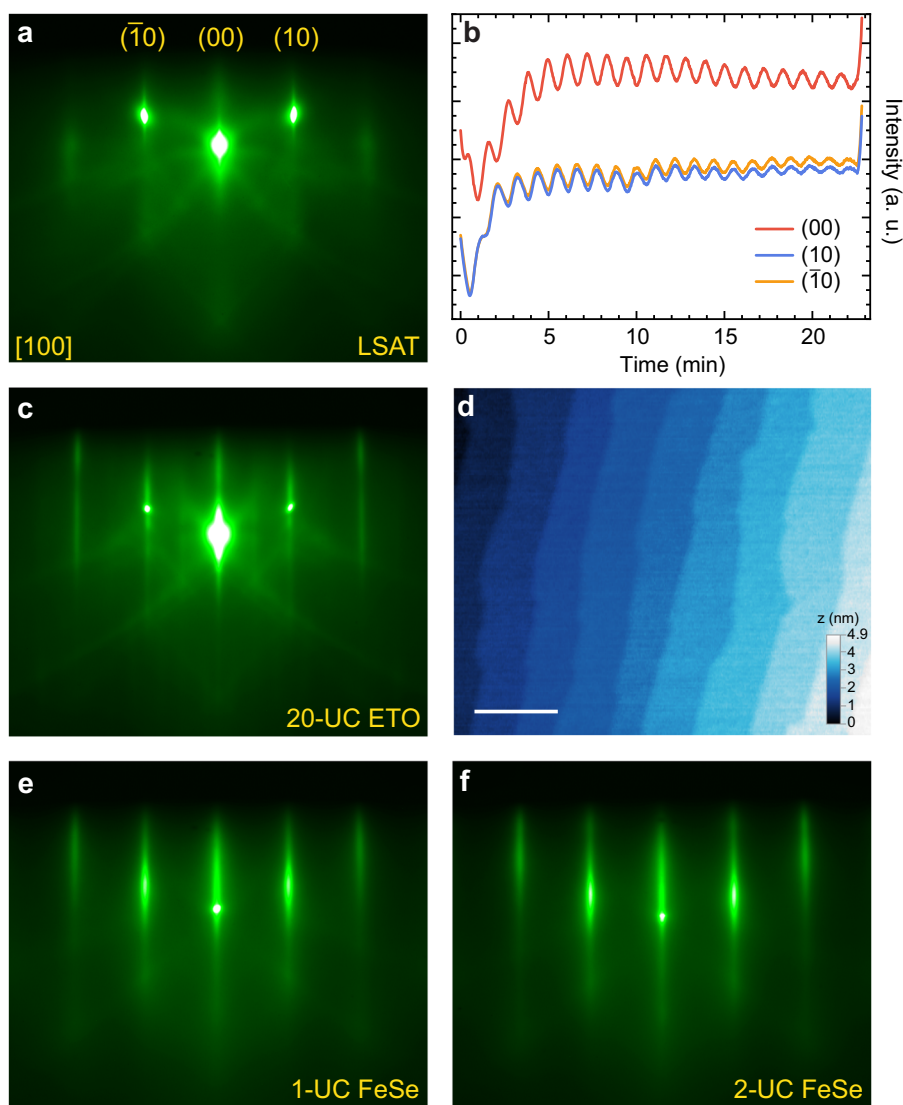 a
(1̅0) (00) (10)
[100] LSAT
b
Intensity (a. u.)
(00)
(10)
(1̅0)
0 5 10 15 20
Time (min)
c
20-UC ETO
d
z (nm)
4.9
4
3
2
1
0
e
1-UC FeSe
f
2-UC FeSe